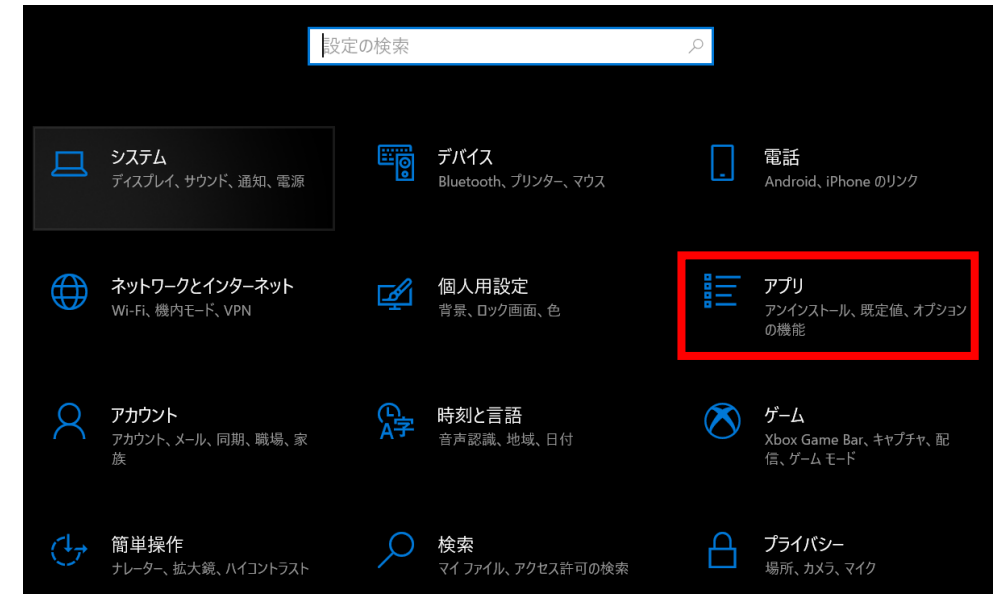 設定の検索
システム
ディスプレイ、サウンド、通知、電源
デバイス
Bluetooth、プリンター、マウス
電話
Android、iPhone のリンク
ネットワークとインターネット
Wi-Fi、機内モード、VPN
個人用設定
背景、ロック画面、色
アプリ
アンインストール、既定値、オプション
の機能
アカウント
アカウント、メール、同期、職場、家
族
時刻と言語
音声認識、地域、日付
ゲーム
Xbox Game Bar、キャプチャ、配
信、ゲーム モード
簡単操作
ナレーター、拡大鏡、ハイコントラスト
検索
マイ ファイル、アクセス許可の検索
プライバシー
場所、カメラ、マイク